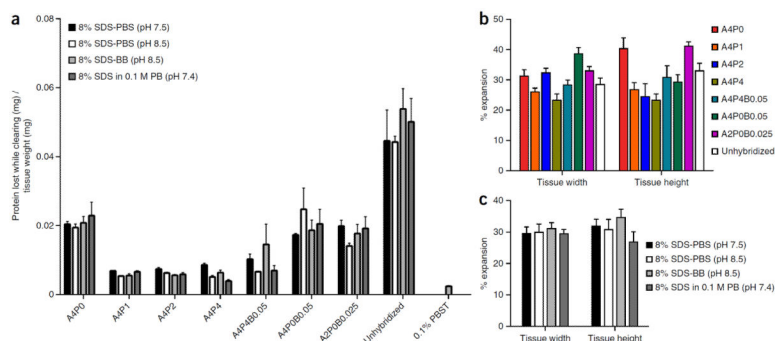 a
0.08
0.06
0.04
0.02
0
Protein lost while clearing (mg) /
tissue weight (mg)
8% SDS-PBS (pH 7.5)
8% SDS-PBS (pH 8.5)
8% SDS-BB (pH 8.5)
8% SDS in 0.1 M PB (pH 7.4)
A4P0
A4P1
A4P2
A4P4
A4P4B0.05
A4P0B0.05
A2P0B0.025
Unhybridized
0.1% PBST
b
50
40
30
20
10
0
% expansion
Tissue width
Tissue height
A4P0
A4P1
A4P2
A4P4
A4P4B0.05
A4P0B0.05
A2P0B0.025
Unhybridized
c
40
30
20
10
0
% expansion
Tissue width
Tissue height
8% SDS-PBS (pH 7.5)
8% SDS-PBS (pH 8.5)
8% SDS-BB (pH 8.5)
8% SDS in 0.1 M PB (pH 7.4)